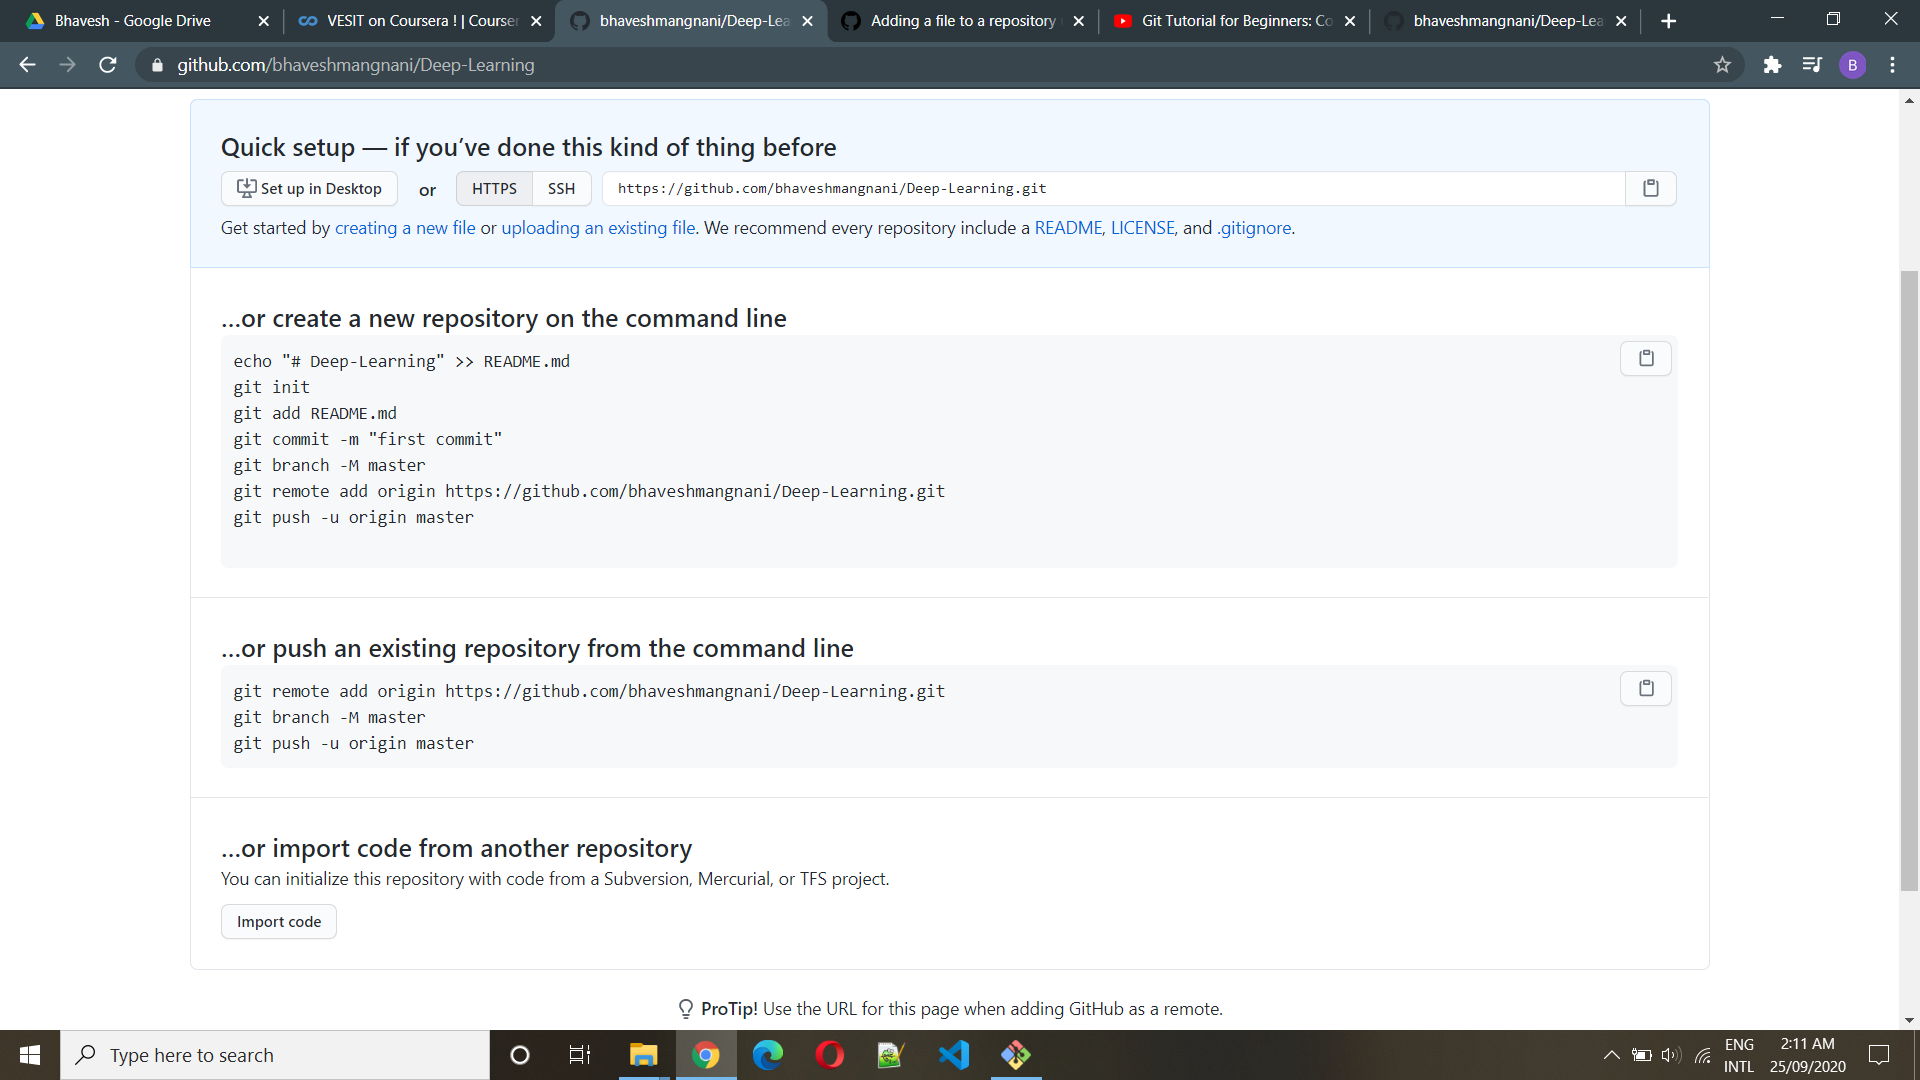 Bhavesh - Google Drive
VESIT on Coursera ! | Courser
bhaveshmangnani/Deep-Lea
Adding a file to a repository
Git Tutorial for Beginners: Co
bhaveshmangnani/Deep-Lea
github.com/bhaveshmangnani/Deep-Learning
B
Quick setup — if you’ve done this kind of thing before
Set up in Desktop or HTTPS SSH https://github.com/bhaveshmangnani/Deep-Learning.git
Get started by creating a new file or uploading an existing file. We recommend every repository include a README, LICENSE, and .gitignore.
…or create a new repository on the command line
echo "# Deep-Learning" >> README.md
git init
git add README.md
git commit -m "first commit"
git branch -M master
git remote add origin https://github.com/bhaveshmangnani/Deep-Learning.git
git push -u origin master
…or push an existing repository from the command line
git remote add origin https://github.com/bhaveshmangnani/Deep-Learning.git
git branch -M master
git push -u origin master
…or import code from another repository
You can initialize this repository with code from a Subversion, Mercurial, or TFS project.
Import code
ProTip! Use the URL for this page when adding GitHub as a remote.
Type here to search
ENG
INTL
2:11 AM
25/09/2020